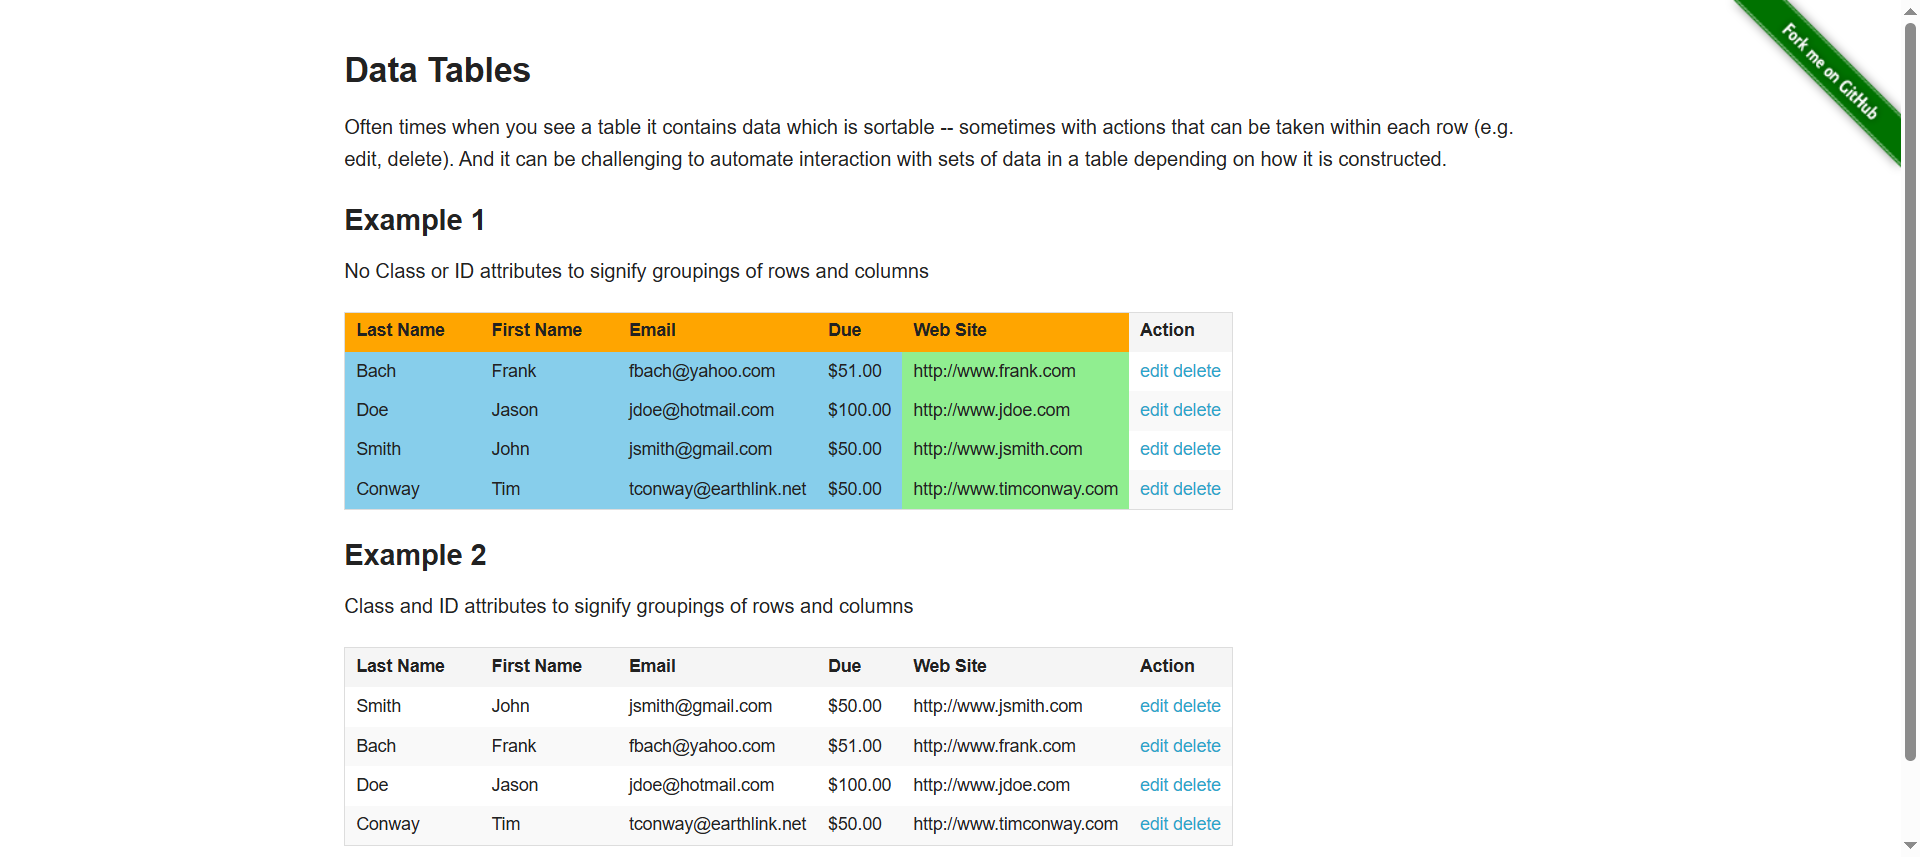 Fork me on GitHub
Data Tables
Often times when you see a table it contains data which is sortable -- sometimes with actions that can be taken within each row (e.g.
edit, delete). And it can be challenging to automate interaction with sets of data in a table depending on how it is constructed.
Example 1
No Class or ID attributes to signify groupings of rows and columns
Last Name First Name Email Due Web Site Action
Bach Frank fbach@yahoo.com $51.00 http://www.frank.com edit delete
Doe Jason jdoe@hotmail.com $100.00 http://www.jdoe.com edit delete
Smith John jsmith@gmail.com $50.00 http://www.jsmith.com edit delete
Conway Tim tconway@earthlink.net $50.00 http://www.timconway.com edit delete
Example 2
Class and ID attributes to signify groupings of rows and columns
Last Name First Name Email Due Web Site Action
Smith John jsmith@gmail.com $50.00 http://www.jsmith.com edit delete
Bach Frank fbach@yahoo.com $51.00 http://www.frank.com edit delete
Doe Jason jdoe@hotmail.com $100.00 http://www.jdoe.com edit delete
Conway Tim tconway@earthlink.net $50.00 http://www.timconway.com edit delete